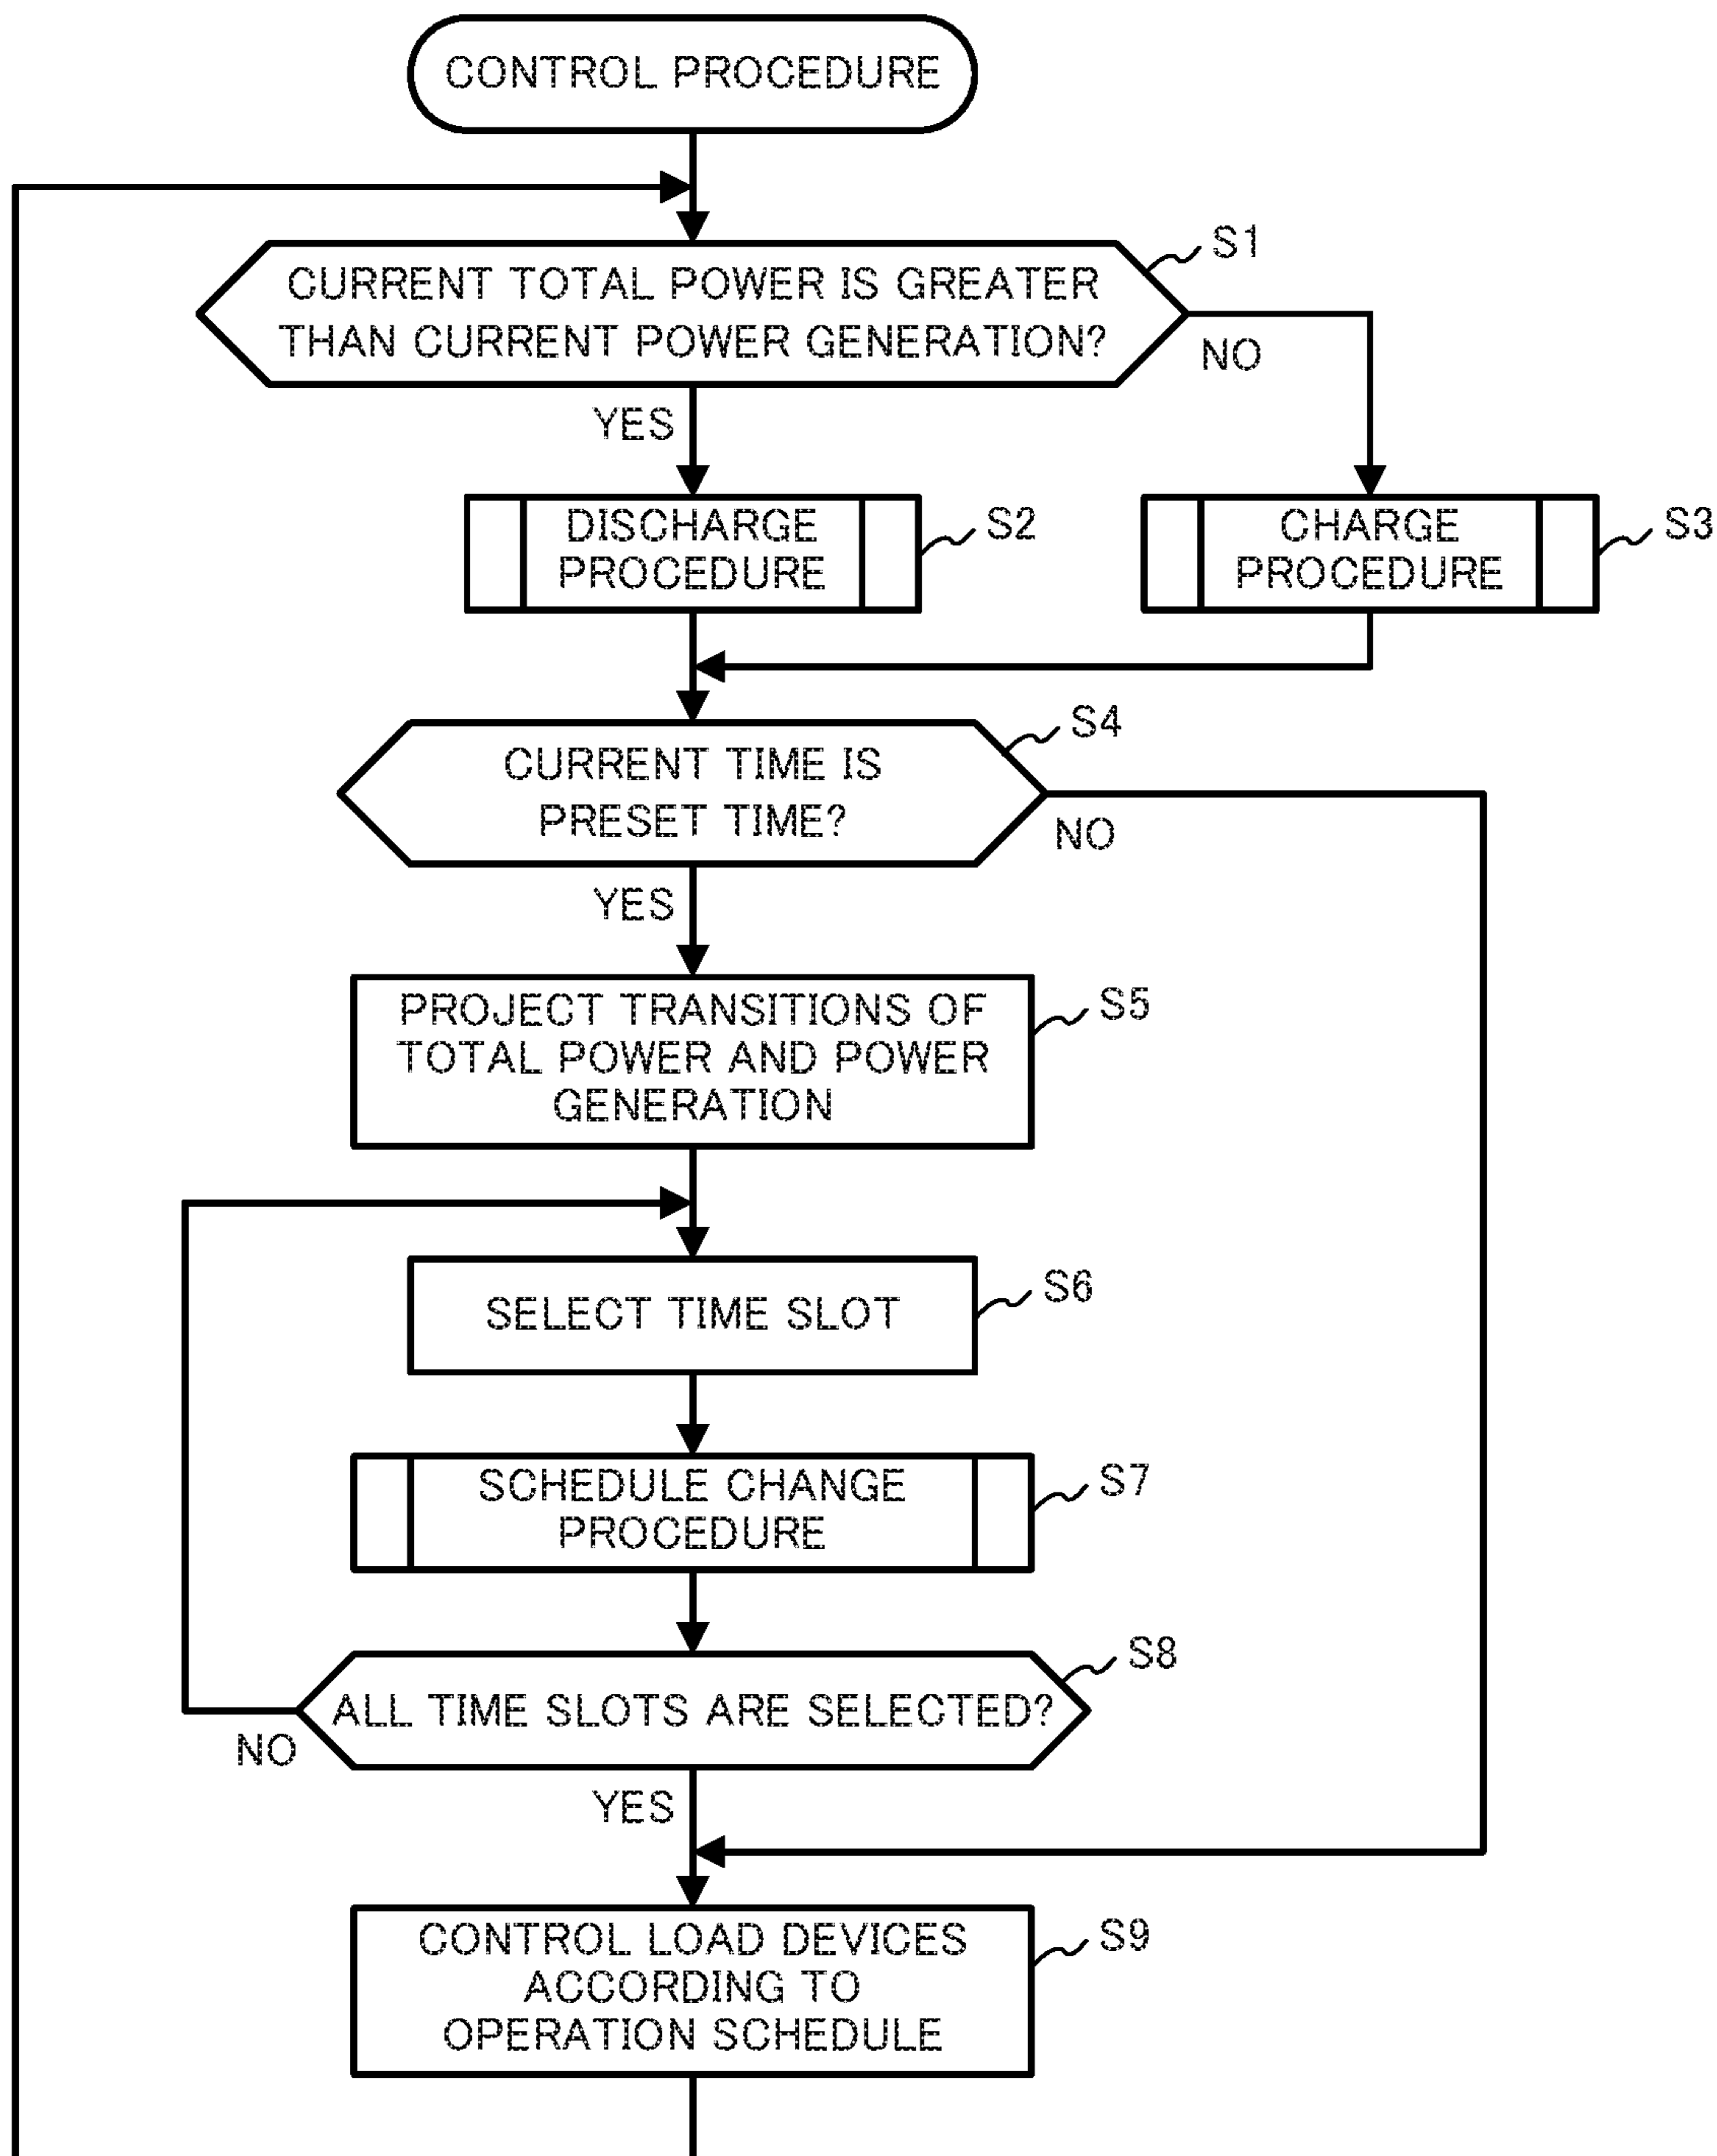 CONTROL PROCEDURE
S1
CURRENT TOTAL POWER IS GREATER
THAN CURRENT POWER GENERATION?
NO
YES
DISCHARGE
PROCEDURE
S2
CHARGE
PROCEDURE
S3
S4
CURRENT TIME IS
PRESET TIME?
NO
YES
PROJECT TRANSITIONS OF
TOTAL POWER AND POWER
GENERATION
S5
SELECT TIME SLOT
S6
SCHEDULE CHANGE
PROCEDURE
S7
S8
ALL TIME SLOTS ARE SELECTED?
NO
YES
CONTROL LOAD DEVICES
ACCORDING TO
OPERATION SCHEDULE
S9